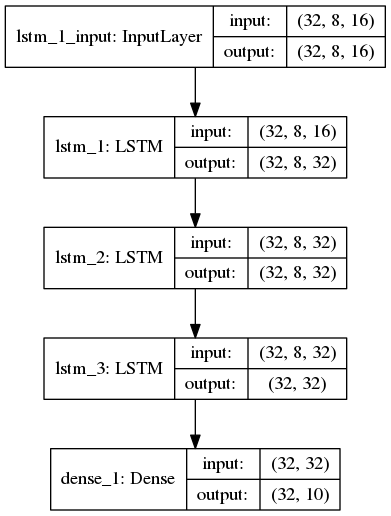 lstm_1_input: InputLayer input: (32, 8, 16)
output: (32, 8, 16)
lstm_1: LSTM input: (32, 8, 16)
output: (32, 8, 32)
lstm_2: LSTM input: (32, 8, 32)
output: (32, 8, 32)
lstm_3: LSTM input: (32, 8, 32)
output: (32, 32)
dense_1: Dense input: (32, 32)
output: (32, 10)